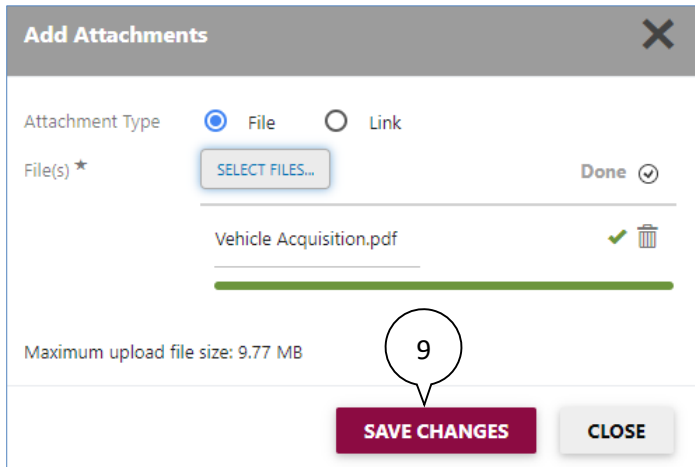 Add Attachments
Attachment Type File Link
File(s) * SELECT FILES... Done
Vehicle Acquisition.pdf
Maximum upload file size: 9.77 MB
9
SAVE CHANGES CLOSE